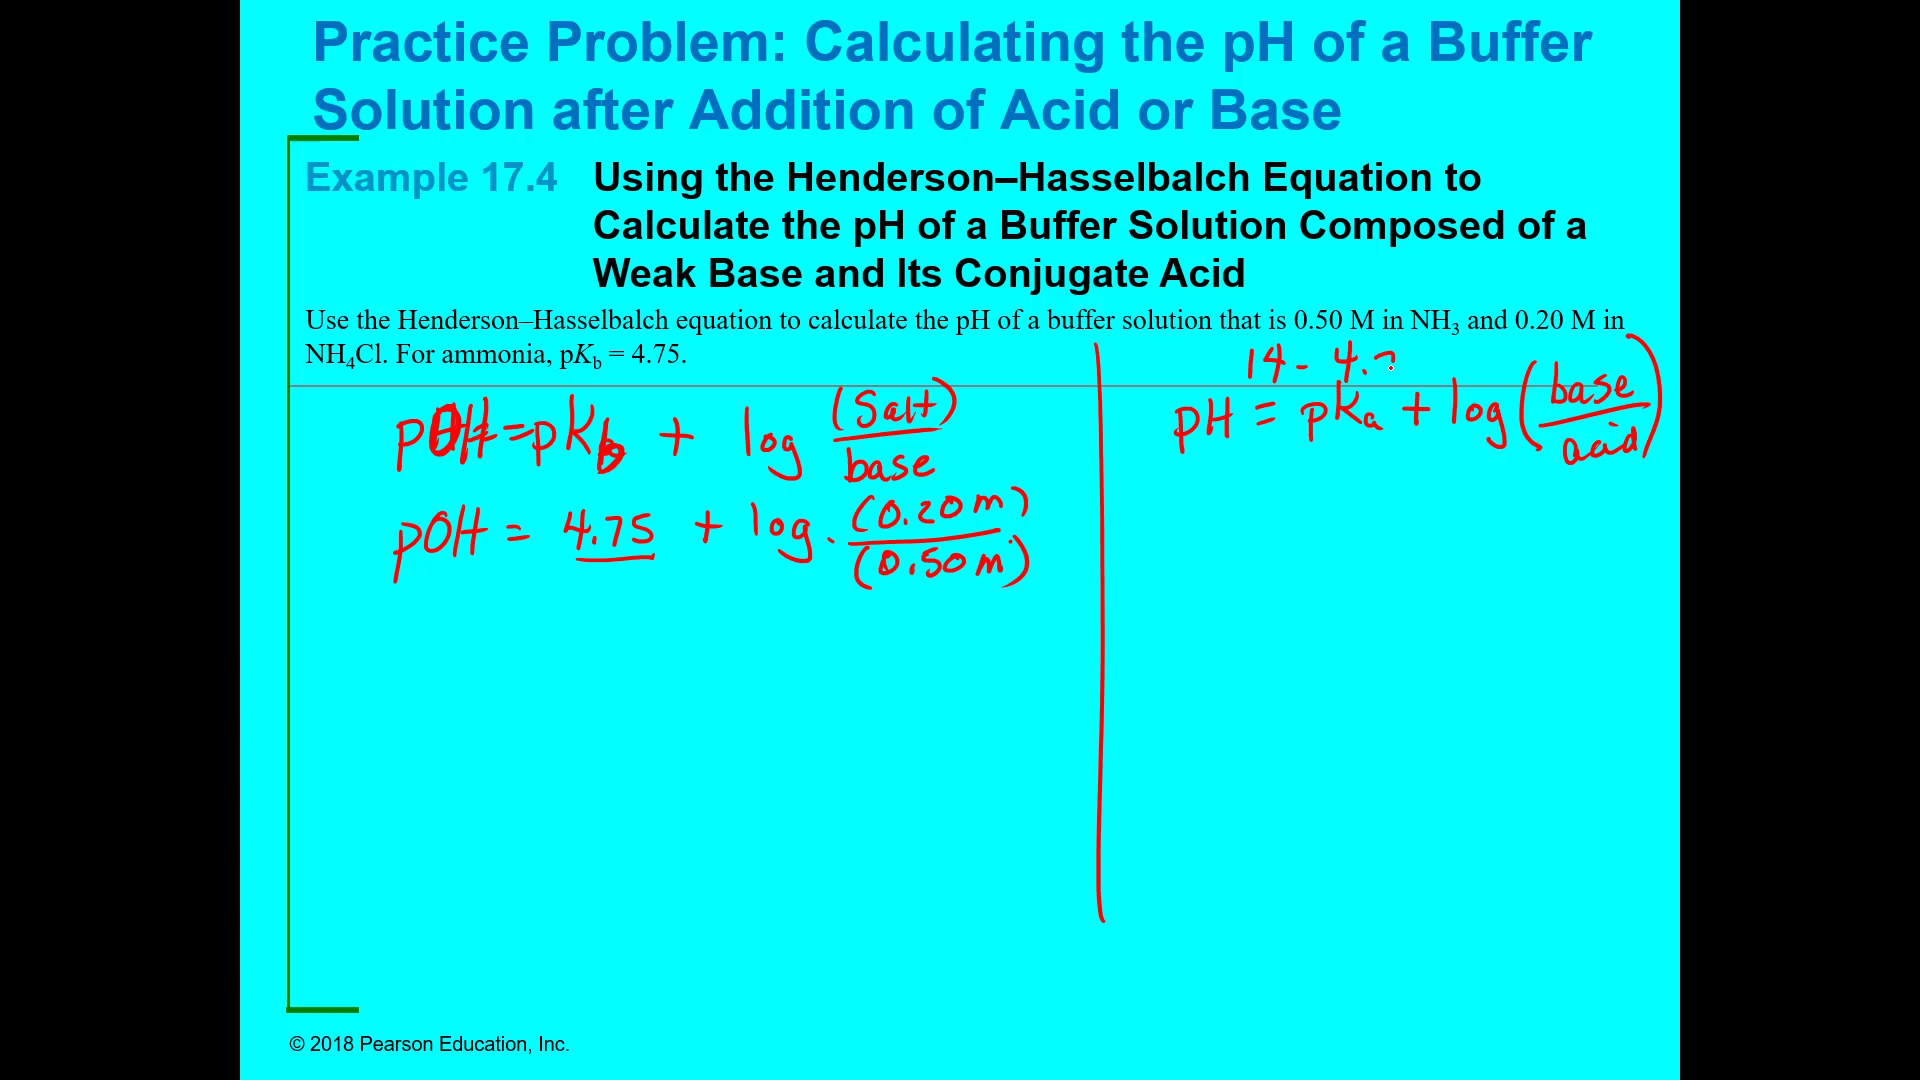 Practice Problem: Calculating the pH of a Buffer
Solution after Addition of Acid or Base
Example 17.4 Using the Henderson–Hasselbalch Equation to
Calculate the pH of a Buffer Solution Composed of a
Weak Base and Its Conjugate Acid
Use the Henderson–Hasselbalch equation to calculate the pH of a buffer solution that is 0.50 M in NH₃ and 0.20 M in
NH₄Cl. For ammonia, pK_b = 4.75.
pOH = pK_b + log (Salt)/base
pOH = 4.75 + log. (0.20 m)/(0.50 m)
14 - 4.
pH = pKa + log (base/acid)
© 2018 Pearson Education, Inc.